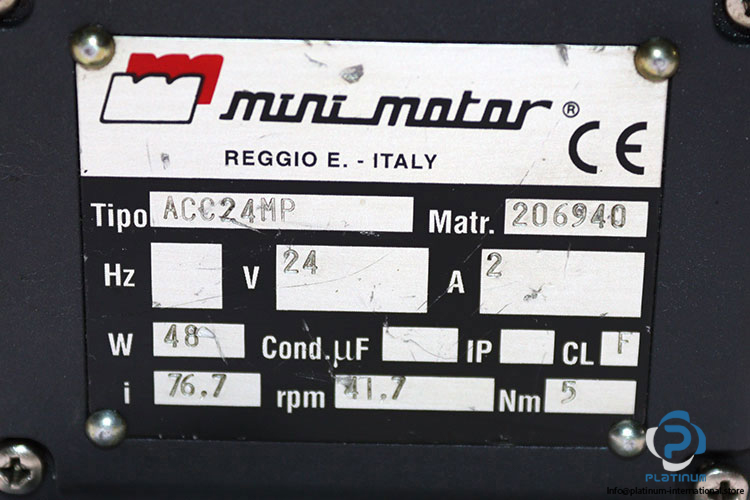 mini motor ®
REGGIO E. - ITALY
CE
Tipo ACC24MP Matr. 206940
Hz V 24 A 2
W 48 Cond. µF IP CL F
i 76.7 rpm 41.7 Nm 5
PLATINUM
info@platinum-international.store